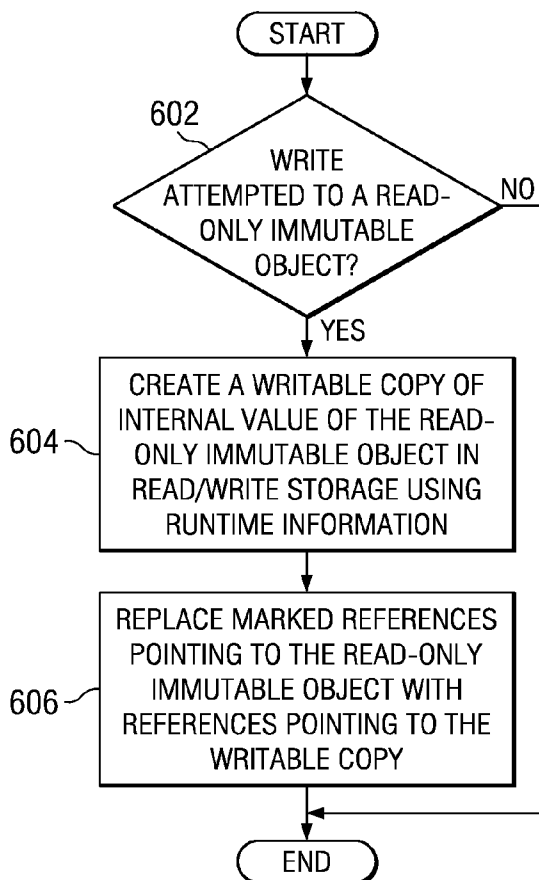 START
602
WRITE
ATTEMPTED TO A READ-
ONLY IMMUTABLE
OBJECT?
NO
YES
604
CREATE A WRITABLE COPY OF
INTERNAL VALUE OF THE READ-
ONLY IMMUTABLE OBJECT IN
READ/WRITE STORAGE USING
RUNTIME INFORMATION
606
REPLACE MARKED REFERENCES
POINTING TO THE READ-ONLY
IMMUTABLE OBJECT WITH
REFERENCES POINTING TO THE
WRITABLE COPY
END